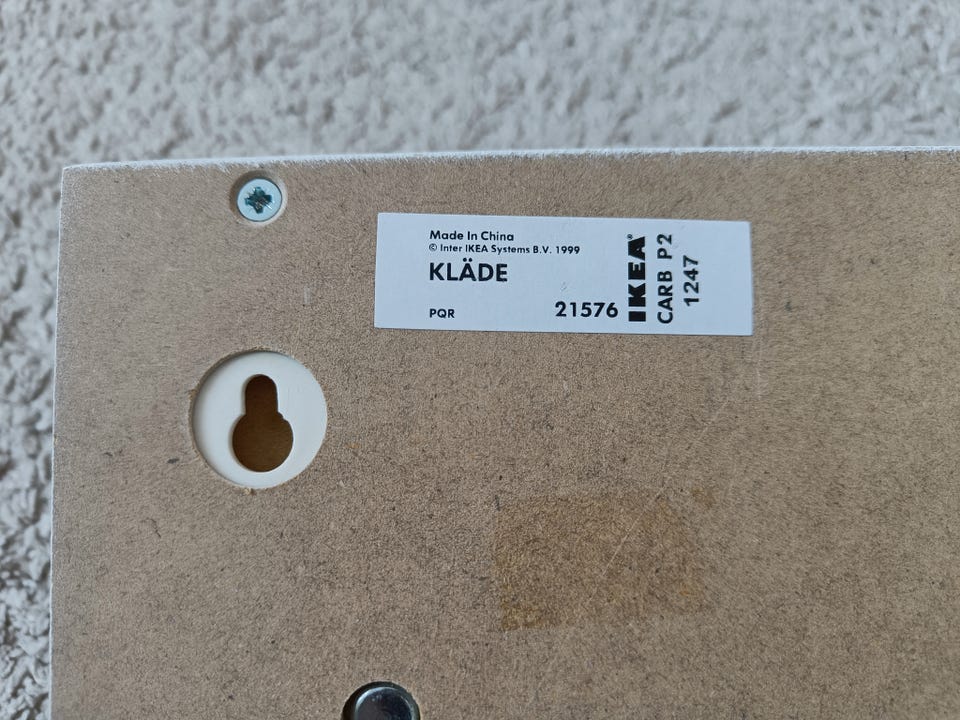 Made In China
© Inter IKEA Systems B.V. 1999
KLÄDE
PQR
21576
IKEA®
CARB P2
1247